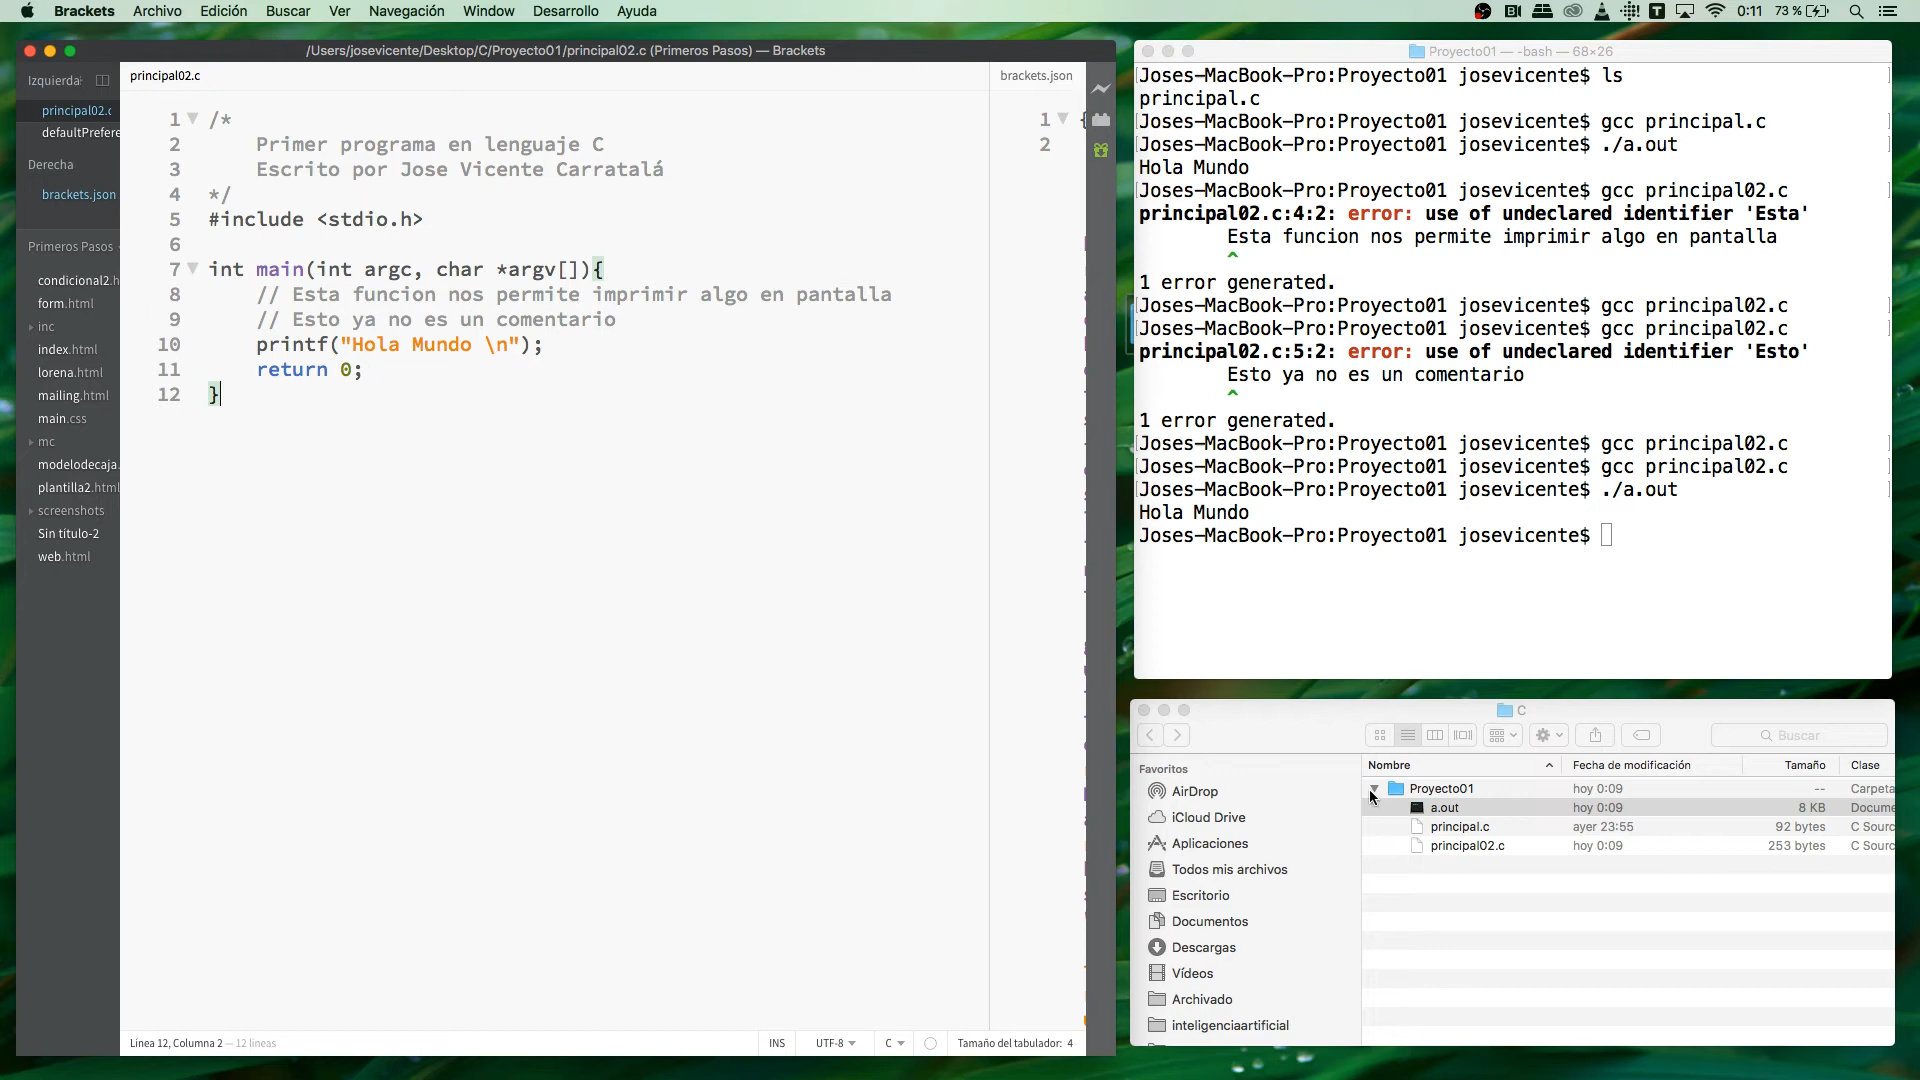 Brackets Archivo Edición Buscar Ver Navegación Window Desarrollo Ayuda
0:11 73 %
/Users/josevicente/Desktop/C/Proyecto01/principal02.c (Primeros Pasos) — Brackets
Izquierda
principal02.c
defaultPrefere
Derecha
brackets.json
Primeros Pasos
condicional2.h
form.html
inc
index.html
lorena.html
mailing.html
main.css
mc
modelodecaja.
plantilla2.html
screenshots
Sin título-2
web.html
principal02.c
1 /*
2 Primer programa en lenguaje C
3 Escrito por Jose Vicente Carratalá
4 */
5 #include <stdio.h>
6
7 int main(int argc, char *argv[]){
8 // Esta funcion nos permite imprimir algo en pantalla
9 // Esto ya no es un comentario
10 printf("Hola Mundo \n");
11 return 0;
12 }
brackets.json
1 {
2
Línea 12, Columna 2 — 12 líneas
INS UTF-8 C Tamaño del tabulador: 4
Proyecto01 — -bash — 68×26
Joses-MacBook-Pro:Proyecto01 josevicente$ ls
principal.c
Joses-MacBook-Pro:Proyecto01 josevicente$ gcc principal.c
Joses-MacBook-Pro:Proyecto01 josevicente$ ./a.out
Hola Mundo
Joses-MacBook-Pro:Proyecto01 josevicente$ gcc principal02.c
principal02.c:4:2: error: use of undeclared identifier 'Esta'
Esta funcion nos permite imprimir algo en pantalla
^
1 error generated.
Joses-MacBook-Pro:Proyecto01 josevicente$ gcc principal02.c
Joses-MacBook-Pro:Proyecto01 josevicente$ gcc principal02.c
principal02.c:5:2: error: use of undeclared identifier 'Esto'
Esto ya no es un comentario
^
1 error generated.
Joses-MacBook-Pro:Proyecto01 josevicente$ gcc principal02.c
Joses-MacBook-Pro:Proyecto01 josevicente$ gcc principal02.c
Joses-MacBook-Pro:Proyecto01 josevicente$ ./a.out
Hola Mundo
Joses-MacBook-Pro:Proyecto01 josevicente$
C
Buscar
Favoritos
AirDrop
iCloud Drive
Aplicaciones
Todos mis archivos
Escritorio
Documentos
Descargas
Vídeos
Archivado
inteligenciaartificial
Nombre Fecha de modificación Tamaño Clase
Proyecto01 hoy 0:09 -- Carpeta
a.out hoy 0:09 8 KB Docume
principal.c ayer 23:55 92 bytes C Sourc
principal02.c hoy 0:09 253 bytes C Sourc